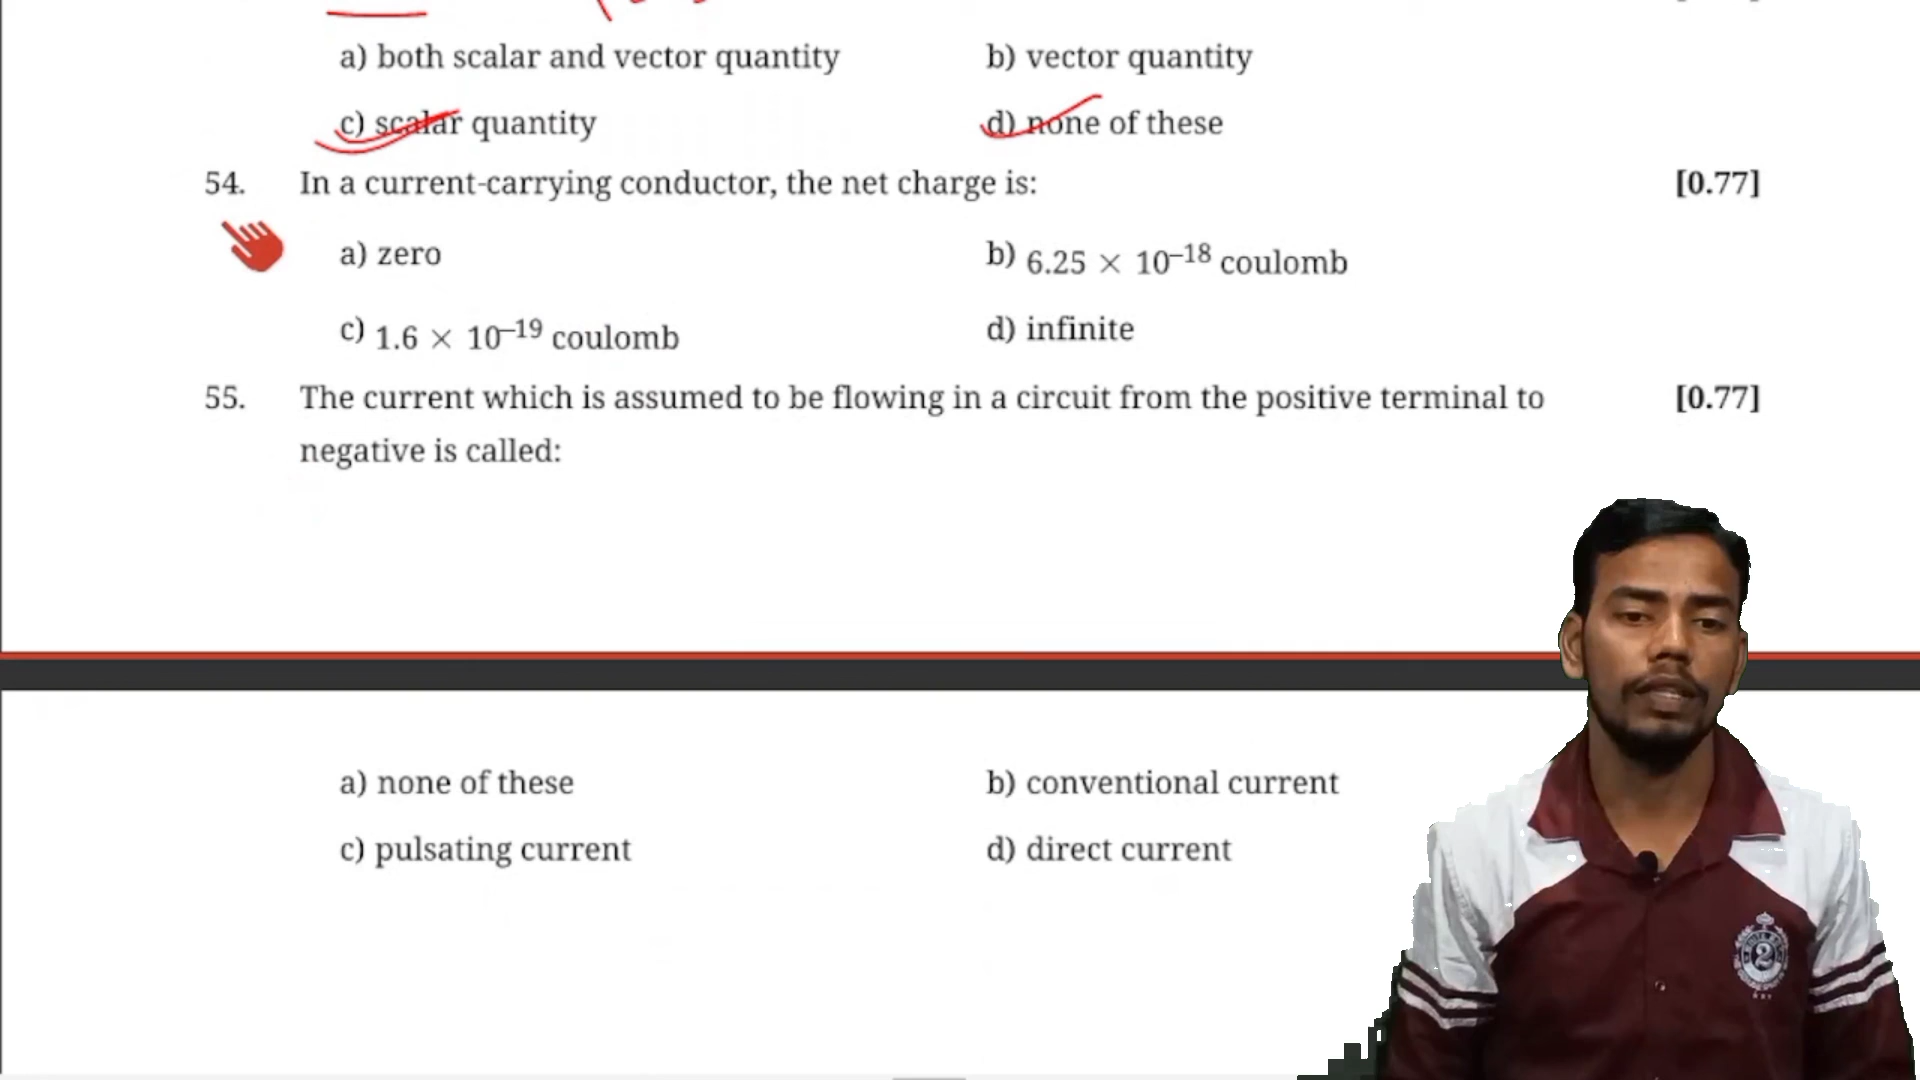 a) both scalar and vector quantity b) vector quantity
c) scalar quantity d) none of these
54. In a current-carrying conductor, the net charge is: [0.77]
a) zero b) 6.25 × 10⁻¹⁸ coulomb
c) 1.6 × 10⁻¹⁹ coulomb d) infinite
55. The current which is assumed to be flowing in a circuit from the positive terminal to [0.77]
negative is called:
a) none of these b) conventional current
c) pulsating current d) direct current
2